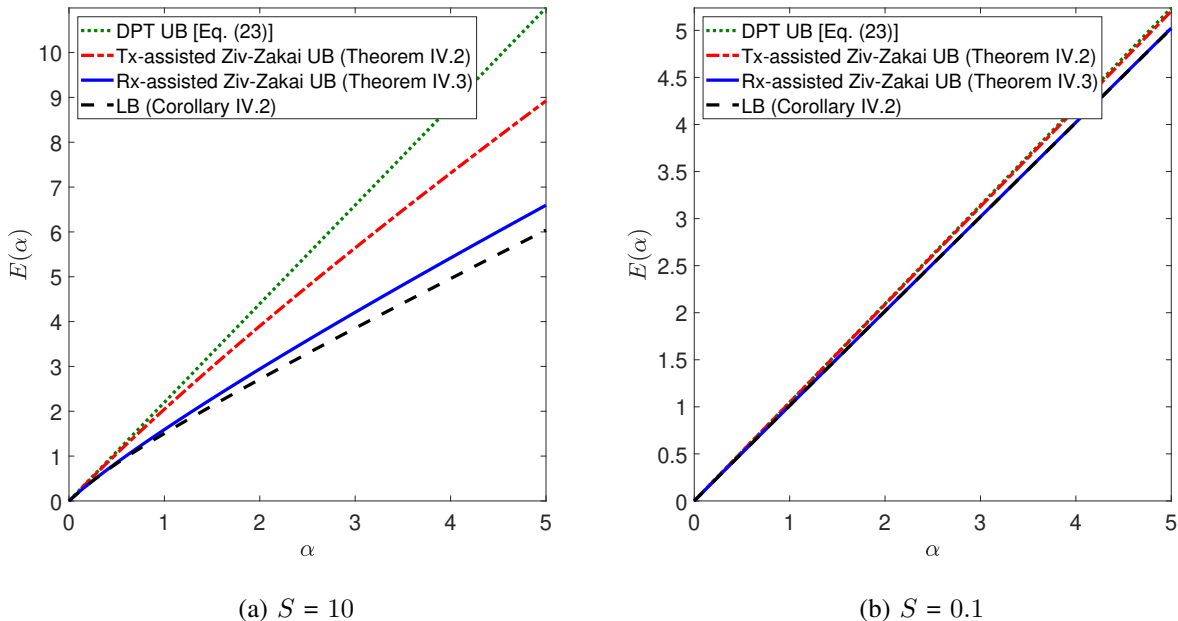 DPT UB [Eq. (23)]
Tx-assisted Ziv-Zakai UB (Theorem IV.2)
Rx-assisted Ziv-Zakai UB (Theorem IV.3)
LB (Corollary IV.2)
10
9
8
7
6
5
4
3
2
1
0
E(α)
0 1 2 3 4 5
α
(a) S = 10
DPT UB [Eq. (23)]
Tx-assisted Ziv-Zakai UB (Theorem IV.2)
Rx-assisted Ziv-Zakai UB (Theorem IV.3)
LB (Corollary IV.2)
5
4.5
4
3.5
3
2.5
2
1.5
1
0.5
0
E(α)
0 1 2 3 4 5
α
(b) S = 0.1